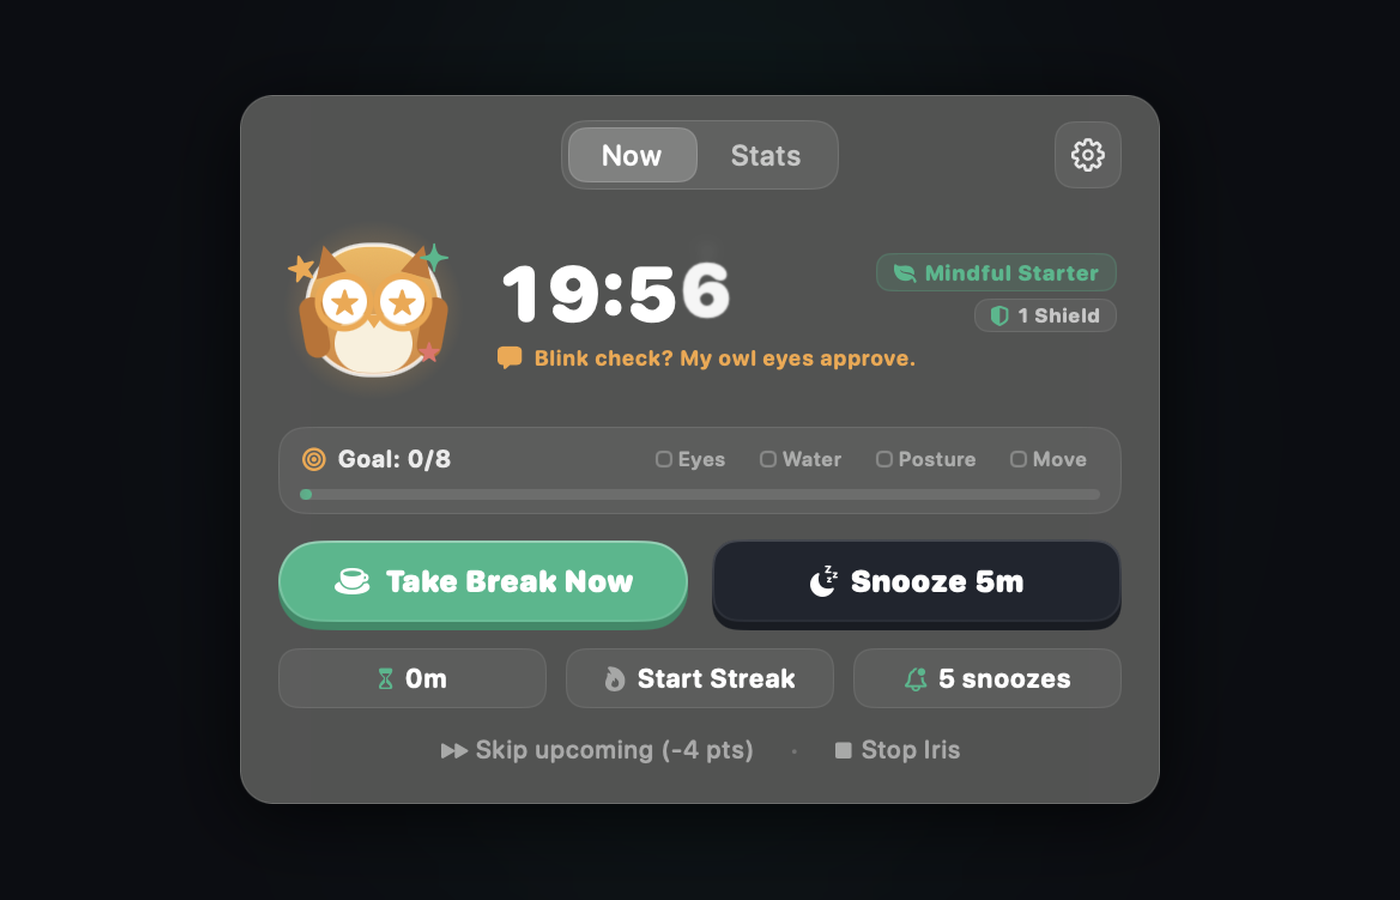 Now Stats
19:56
Mindful Starter
1 Shield
Blink check? My owl eyes approve.
Goal: 0/8 Eyes Water Posture Move
Take Break Now Snooze 5m
0m Start Streak 5 snoozes
Skip upcoming (-4 pts) · Stop Iris